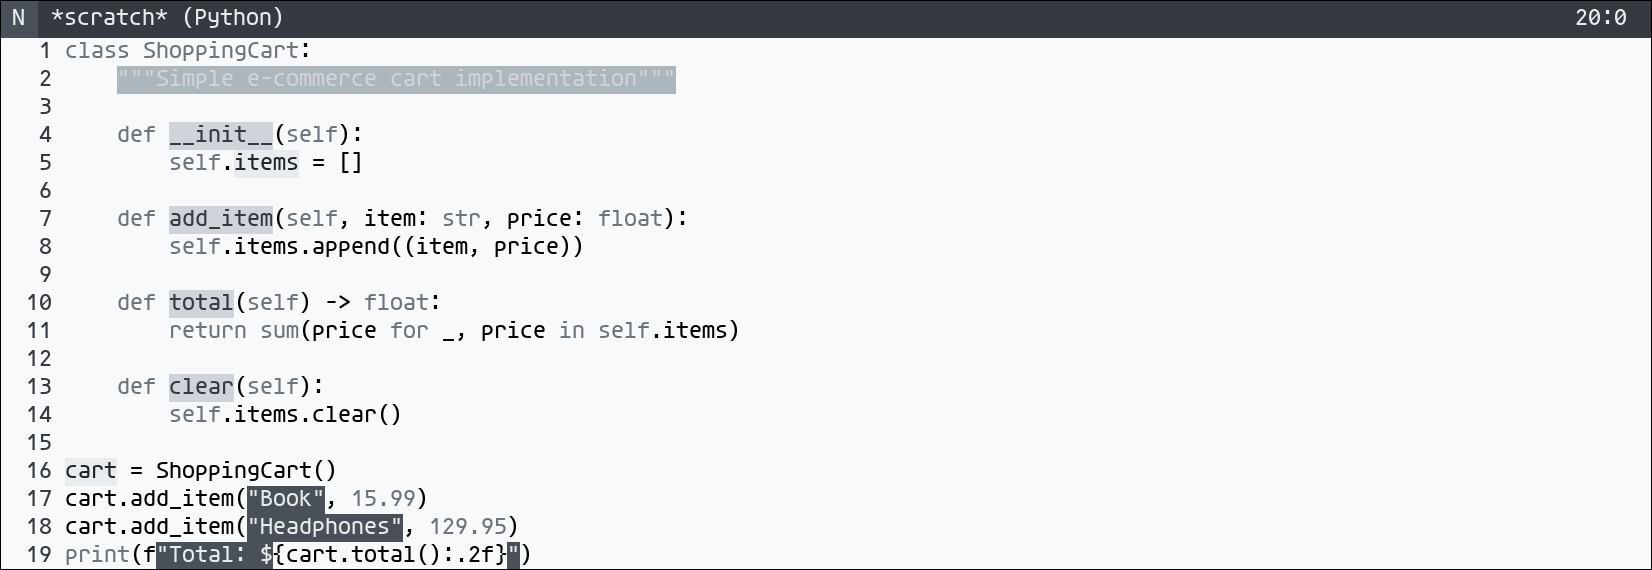 N *scratch* (Python) 20:0
1 class ShoppingCart:
2     """Simple e-commerce cart implementation"""
3
4     def __init__(self):
5         self.items = []
6
7     def add_item(self, item: str, price: float):
8         self.items.append((item, price))
9
10     def total(self) -> float:
11         return sum(price for _, price in self.items)
12
13     def clear(self):
14         self.items.clear()
15
16 cart = ShoppingCart()
17 cart.add_item("Book", 15.99)
18 cart.add_item("Headphones", 129.95)
19 print(f"Total: ${cart.total():.2f}")